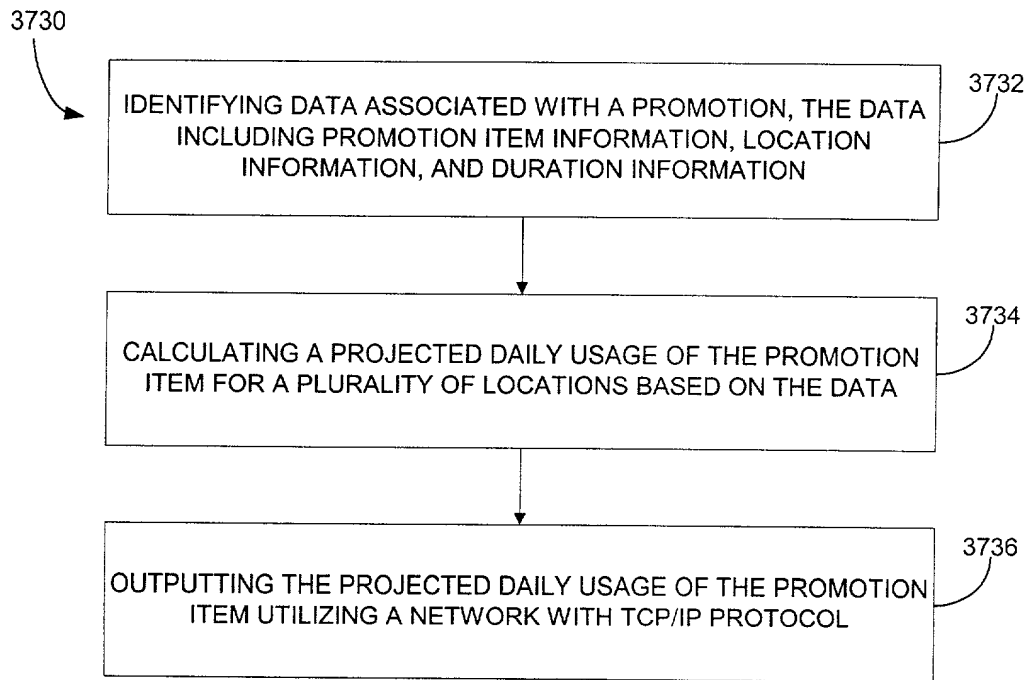 3730
3732
IDENTIFYING DATA ASSOCIATED WITH A PROMOTION, THE DATA
INCLUDING PROMOTION ITEM INFORMATION, LOCATION
INFORMATION, AND DURATION INFORMATION
3734
CALCULATING A PROJECTED DAILY USAGE OF THE PROMOTION
ITEM FOR A PLURALITY OF LOCATIONS BASED ON THE DATA
3736
OUTPUTTING THE PROJECTED DAILY USAGE OF THE PROMOTION
ITEM UTILIZING A NETWORK WITH TCP/IP PROTOCOL